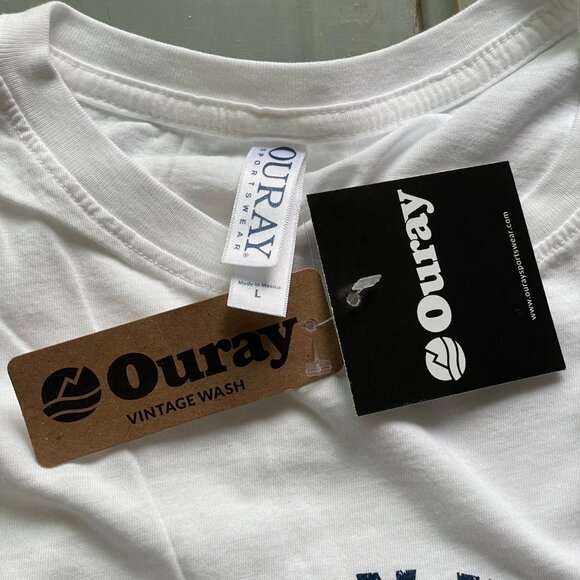 OURAY
SPORTSWEAR®
Made in Mexico
L
Ouray
VINTAGE WASH
Ouray
www.ouraysportswear.com